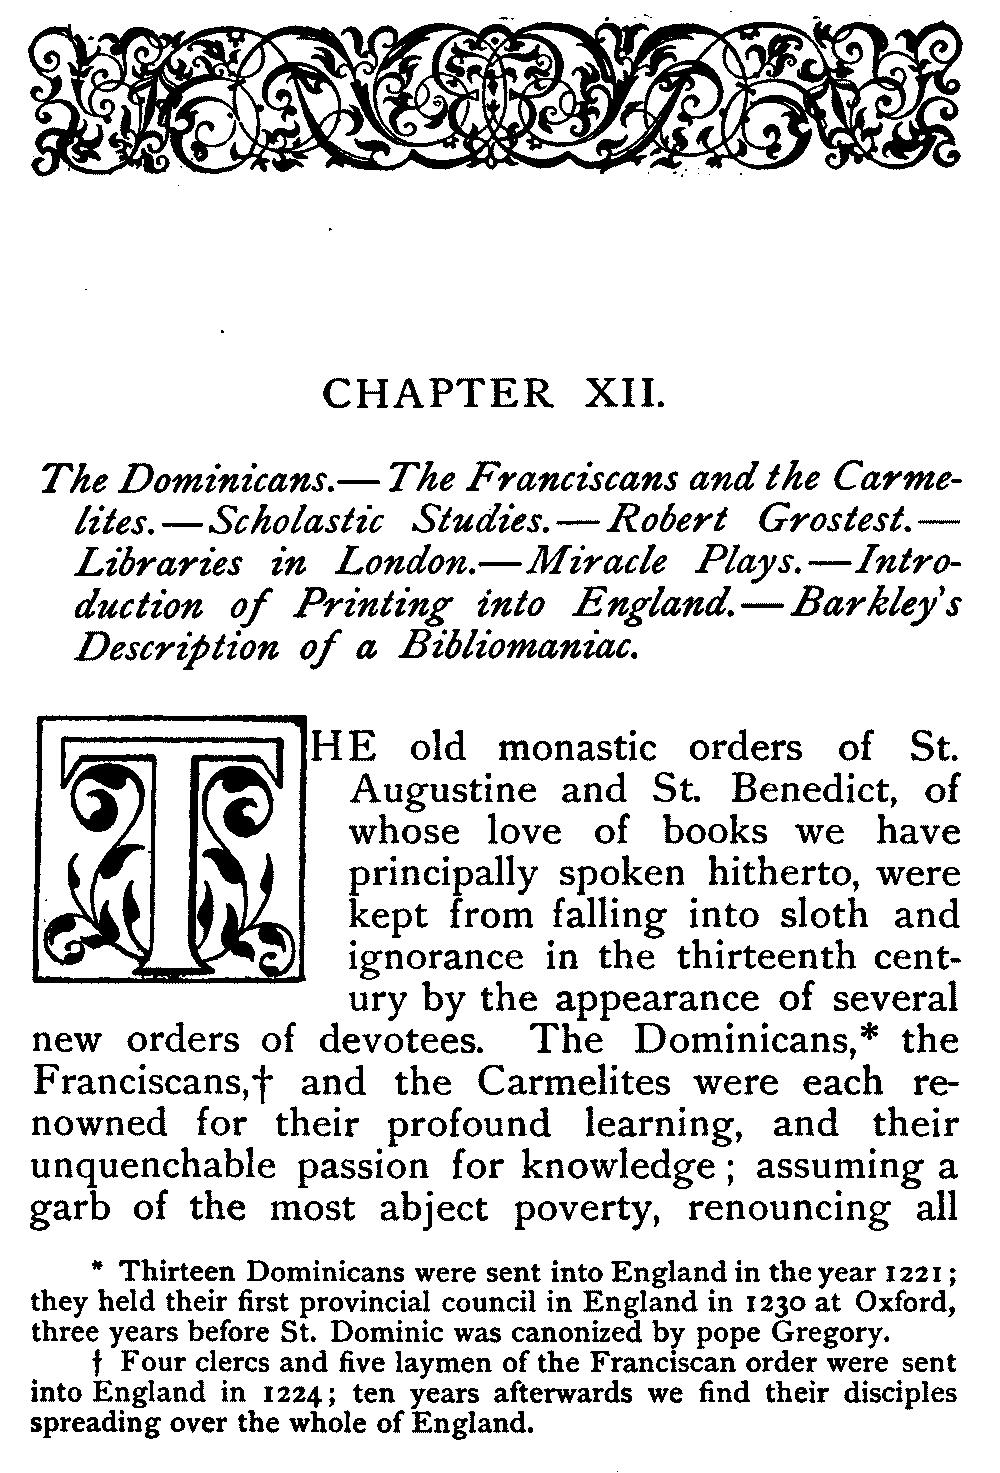 CHAPTER XII.
The Dominicans.—The Franciscans and the Carme-
lites.—Scholastic Studies.—Robert Grostest.—
Libraries in London.—Miracle Plays.—Intro-
duction of Printing into England.—Barkley's
Description of a Bibliomaniac.
THE old monastic orders of St.
Augustine and St. Benedict, of
whose love of books we have
principally spoken hitherto, were
kept from falling into sloth and
ignorance in the thirteenth cent-
ury by the appearance of several
new orders of devotees. The Dominicans,* the
Franciscans,† and the Carmelites were each re-
nowned for their profound learning, and their
unquenchable passion for knowledge; assuming a
garb of the most abject poverty, renouncing all
* Thirteen Dominicans were sent into England in the year 1221;
they held their first provincial council in England in 1230 at Oxford,
three years before St. Dominic was canonized by pope Gregory.
† Four clercs and five laymen of the Franciscan order were sent
into England in 1224; ten years afterwards we find their disciples
spreading over the whole of England.